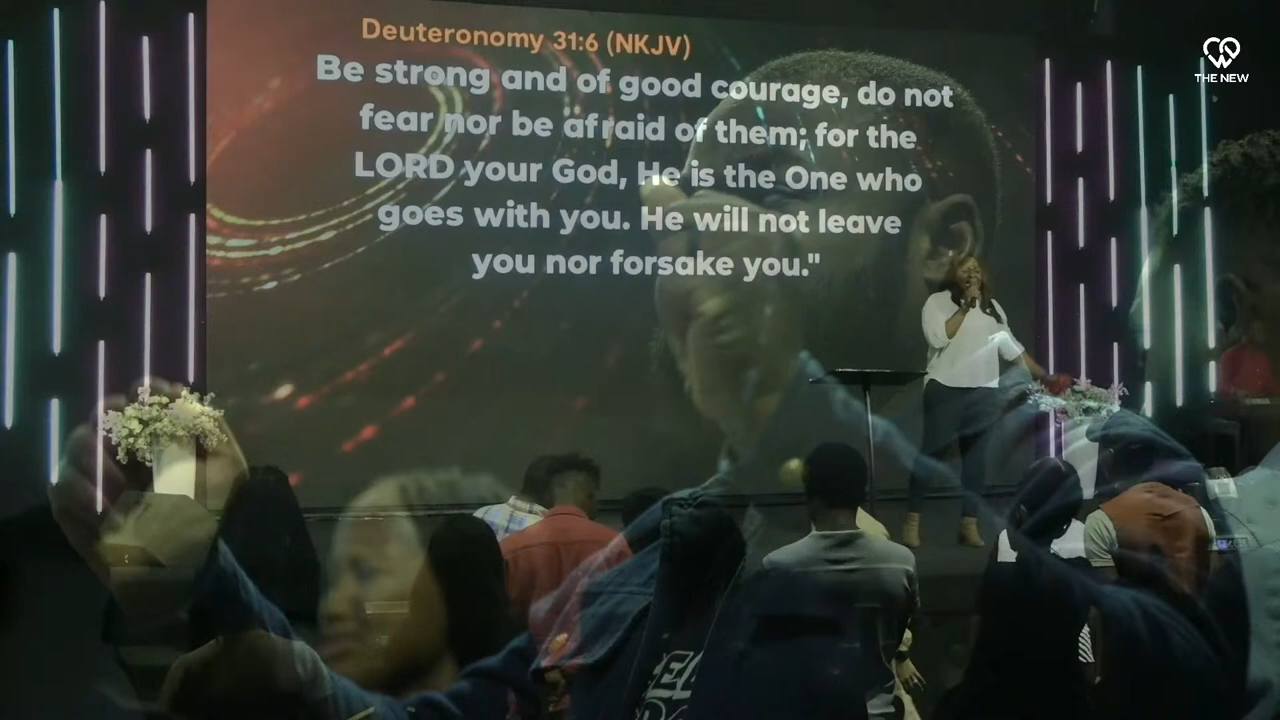 Deuteronomy 31:6 (NKJV)
Be strong and of good courage, do not
fear nor be afraid of them; for the
LORD your God, He is the One who
goes with you. He will not leave
you nor forsake you."
THE NEW